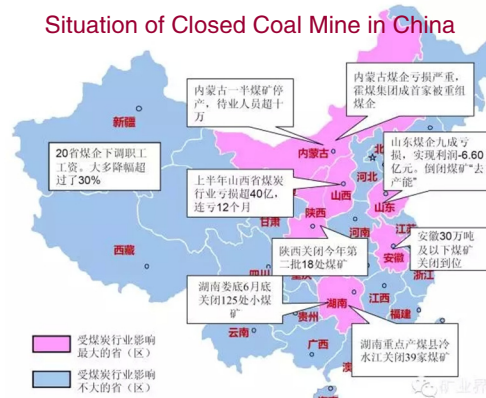 Situation of Closed Coal Mine in China
内蒙古一半煤矿停
产，待业人员超十
万
内蒙古煤企亏损严重，
霍煤集团成首家被重组
煤企
新疆
20省煤企下调职工
工资。大多降幅超
过了30%
内蒙古
河北
山东煤企九成亏
损，实现利润-6.60
亿元。倒闭煤矿“去
产能”
上半年山西省煤炭
行业亏损超40亿，
连亏12个月
山西
山东
甘肃
陕西
河南
西藏
陕西关闭今年第
二批18处煤矿
安徽30万吨
及以下煤矿
关闭到位
安徽
浙江
湖南娄底6月底
关闭125处小煤
矿
湖南
江西
贵州
福建
云南
广西
湖南重点产煤县冷
水江关闭39家煤矿
受煤炭行业影响
最大的省（区）
受煤炭行业影响
不大的省（区）